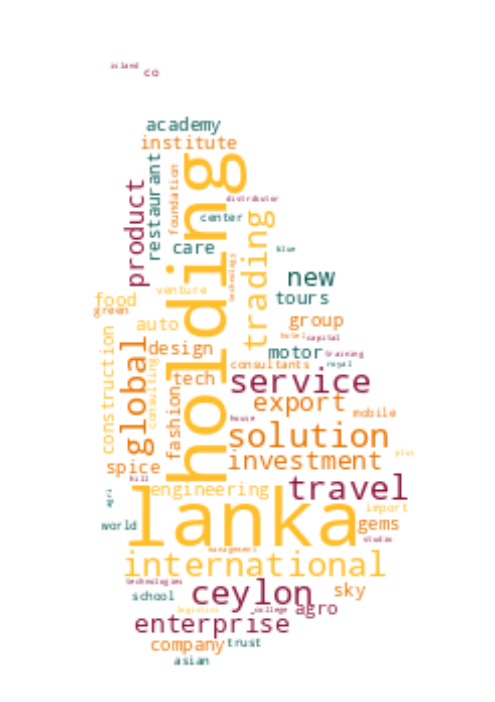 island
co
academy
institute
holding
restaurant
product
foundation
distributor
center
trading
care
blue
technology
new
venture
tours
food
green
auto
group
construction
hotel
capital
global
design
motor
training
consulting
consultants
royal
tech
service
fashion
export
mobile
house
solution
plus
spice
investment
hill
engineering
travel
agri
lanka
import
world
gems
studio
management
international
technologies
ceylon
sky
school
logistics
college
agro
enterprise
company
trust
asian